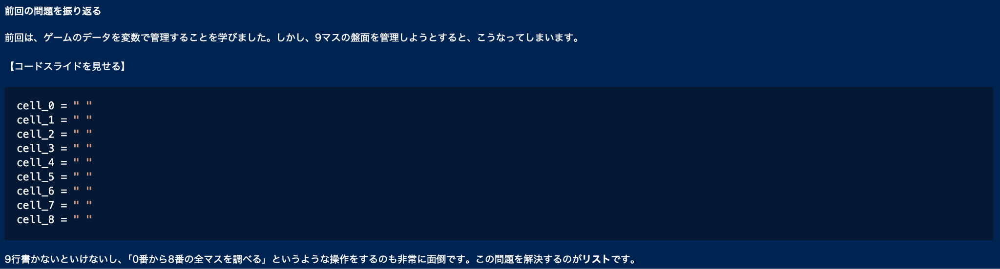 前回の問題を振り返る
前回は、ゲームのデータを変数で管理することを学びました。しかし、9マスの盤面を管理しようとすると、こうなってしまいます。
【コードスライドを見せる】
cell_0 = " "
cell_1 = " "
cell_2 = " "
cell_3 = " "
cell_4 = " "
cell_5 = " "
cell_6 = " "
cell_7 = " "
cell_8 = " "
9行書かないといけないし、「0番から8番の全マスを調べる」というような操作をするのも非常に面倒です。この問題を解決するのがリストです。